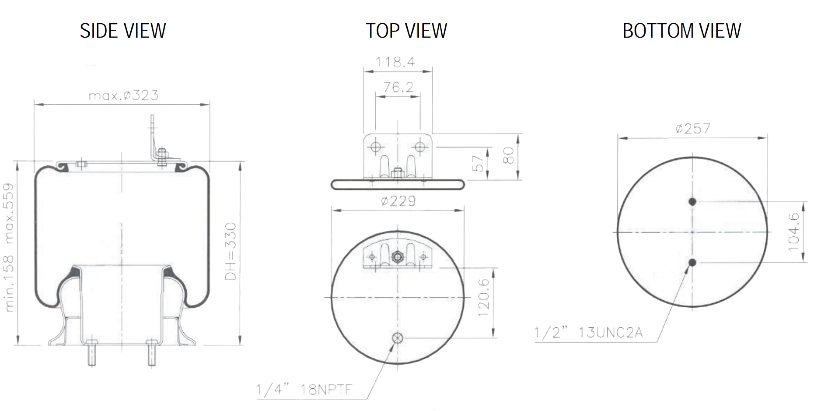 SIDE VIEW
TOP VIEW
BOTTOM VIEW
max.Ø323
min.158 max.559
DH=330
118.4
76.2
57
80
Ø229
120.6
1/4" 18NPTF
Ø257
104.6
1/2" 13UNC2A